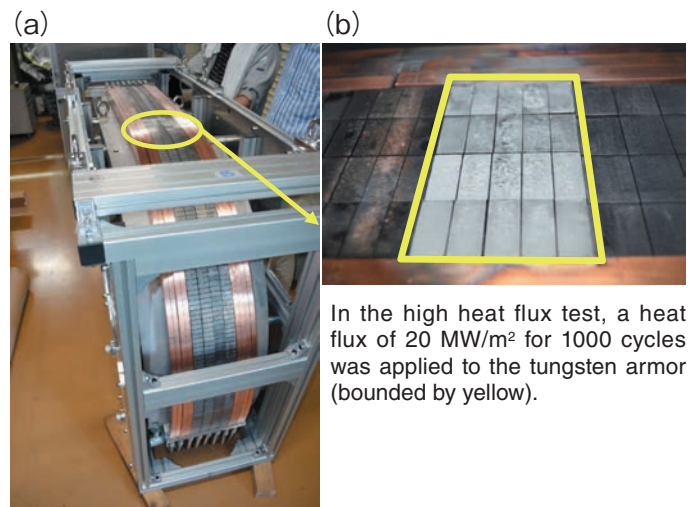 (a)
(b)
In the high heat flux test, a heat
flux of 20 MW/m² for 1000 cycles
was applied to the tungsten armor
(bounded by yellow).